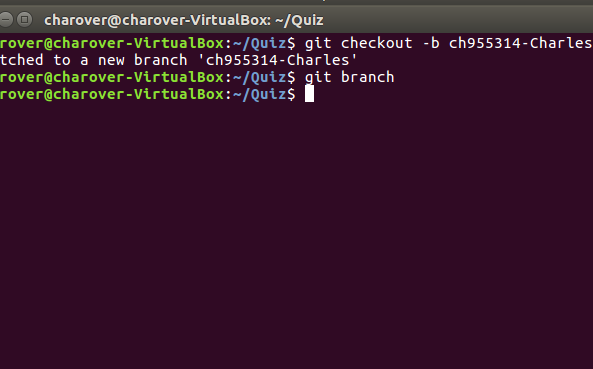 charover@charover-VirtualBox: ~/Quiz
rover@charover-VirtualBox:~/Quiz$ git checkout -b ch955314-Charles
tched to a new branch 'ch955314-Charles'
rover@charover-VirtualBox:~/Quiz$ git branch
rover@charover-VirtualBox:~/Quiz$